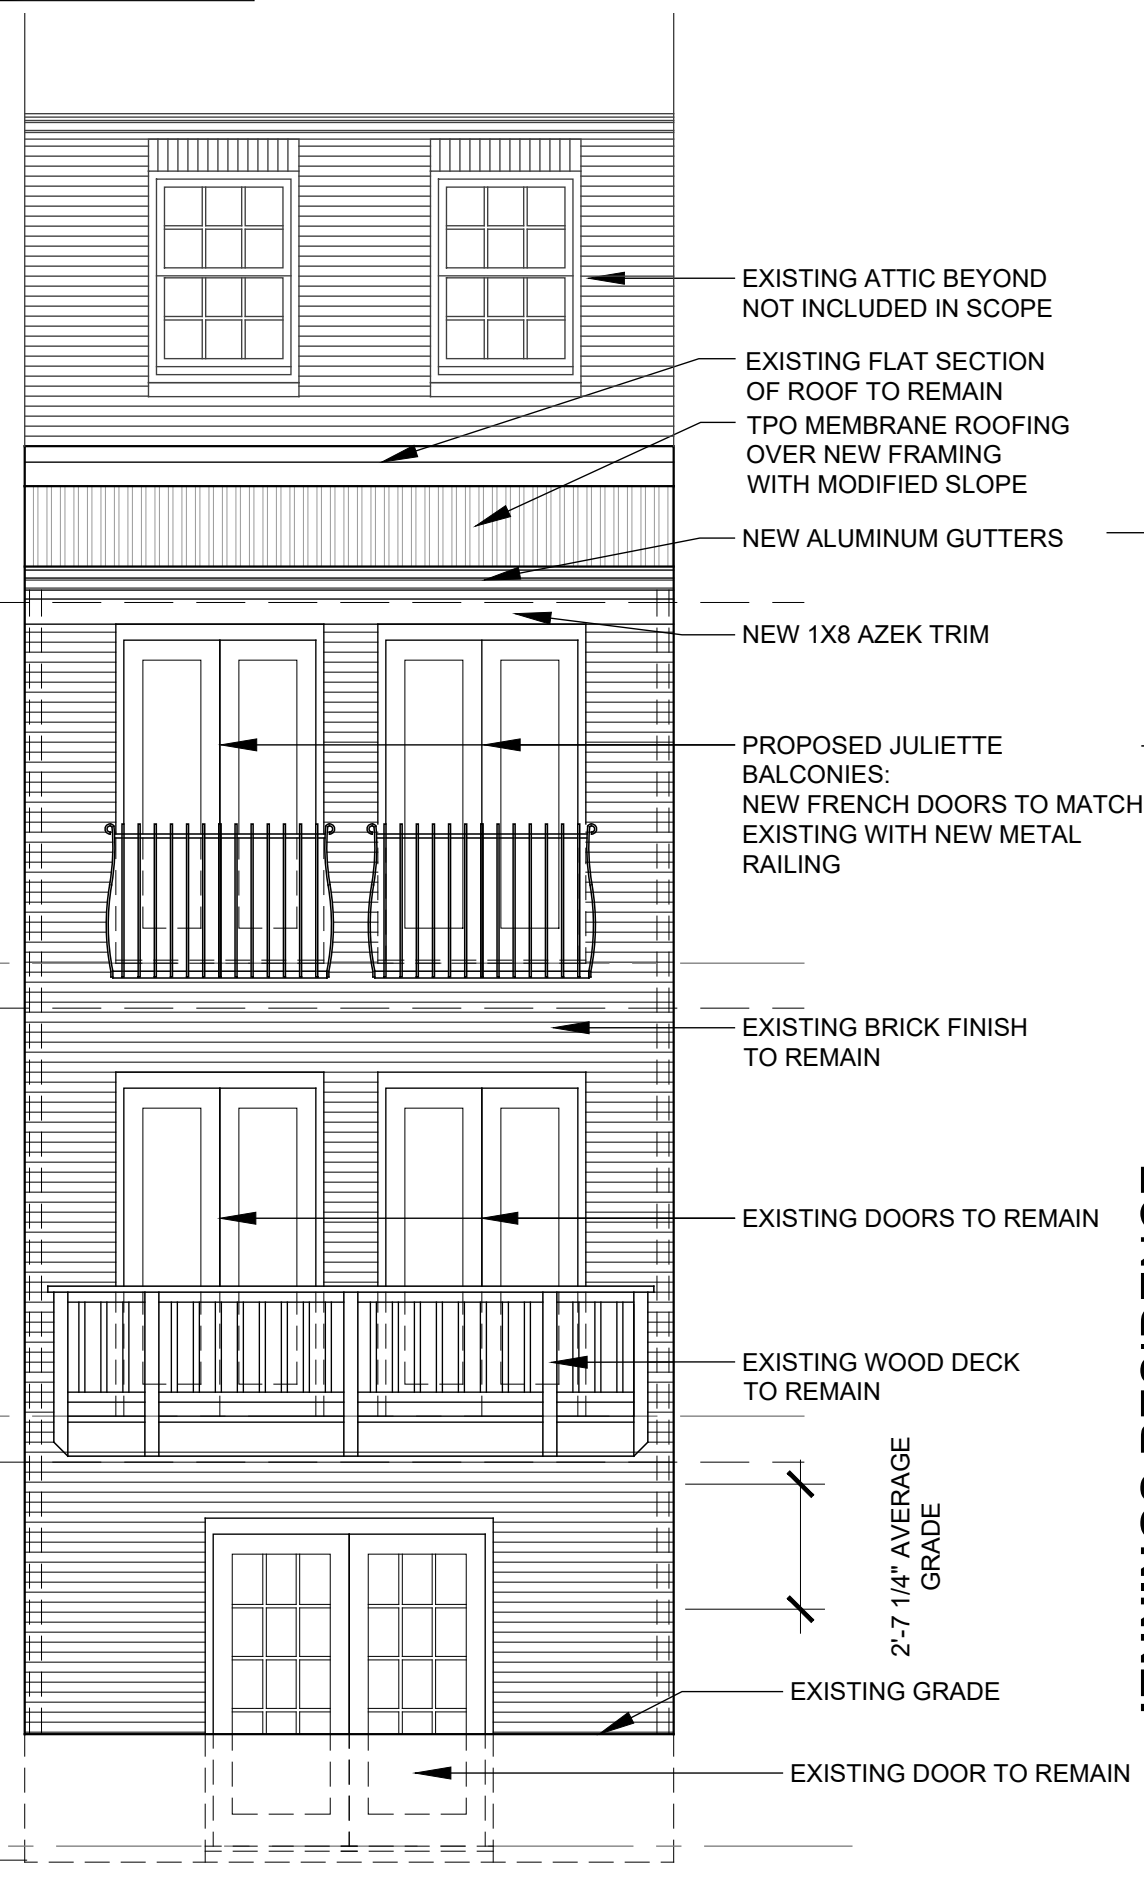 EXISTING ATTIC BEYOND
NOT INCLUDED IN SCOPE
EXISTING FLAT SECTION
OF ROOF TO REMAIN
TPO MEMBRANE ROOFING
OVER NEW FRAMING
WITH MODIFIED SLOPE
NEW ALUMINUM GUTTERS
NEW 1X8 AZEK TRIM
PROPOSED JULIETTE
BALCONIES:
NEW FRENCH DOORS TO MATCH
EXISTING WITH NEW METAL
RAILING
EXISTING BRICK FINISH
TO REMAIN
EXISTING DOORS TO REMAIN
EXISTING WOOD DECK
TO REMAIN
2'-7 1/4" AVERAGE
GRADE
EXISTING GRADE
EXISTING DOOR TO REMAIN